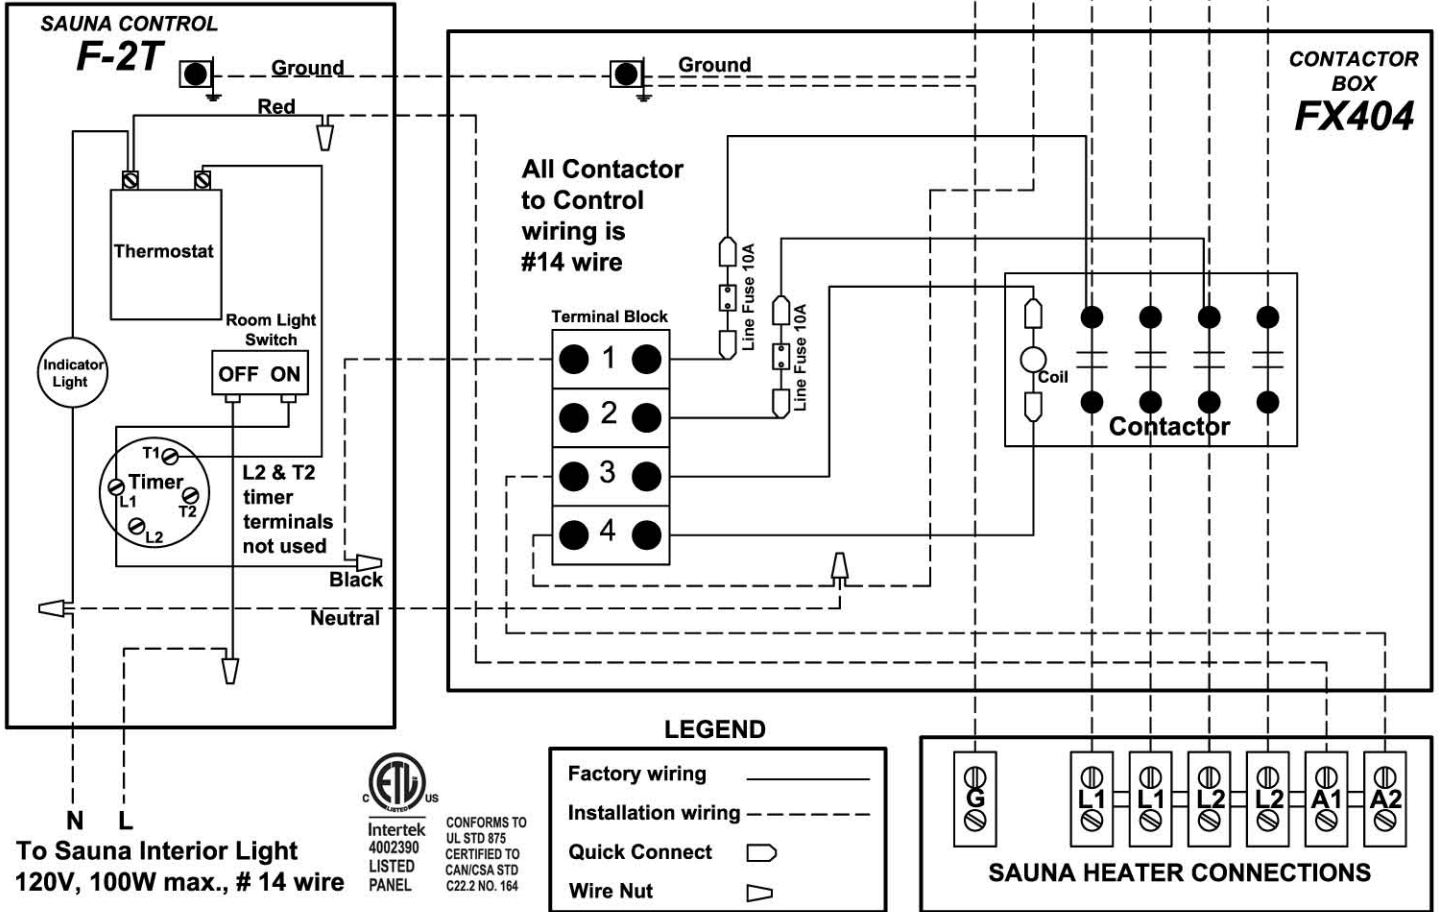 SAUNA CONTROL
F-2T
Ground
Red
Thermostat
Room Light
Switch
OFF ON
Indicator
Light
T1
Timer
L1
T2
L2
L2 & T2
timer
terminals
not used
Black
Neutral
N L
To Sauna Interior Light
120V, 100W max., # 14 wire
CONTACTOR
BOX
FX404
Ground
All Contactor
to Control
wiring is
#14 wire
Line Fuse 10A
Line Fuse 10A
Terminal Block
1
2
3
4
Coil
Contactor
C ETL US
LISTED
Intertek
4002390
LISTED
PANEL
CONFORMS TO
UL STD 875
CERTIFIED TO
CAN/CSA STD
C22.2 NO. 164
LEGEND
Factory wiring
Installation wiring
Quick Connect
Wire Nut
G L1 L1 L2 L2 A1 A2
SAUNA HEATER CONNECTIONS